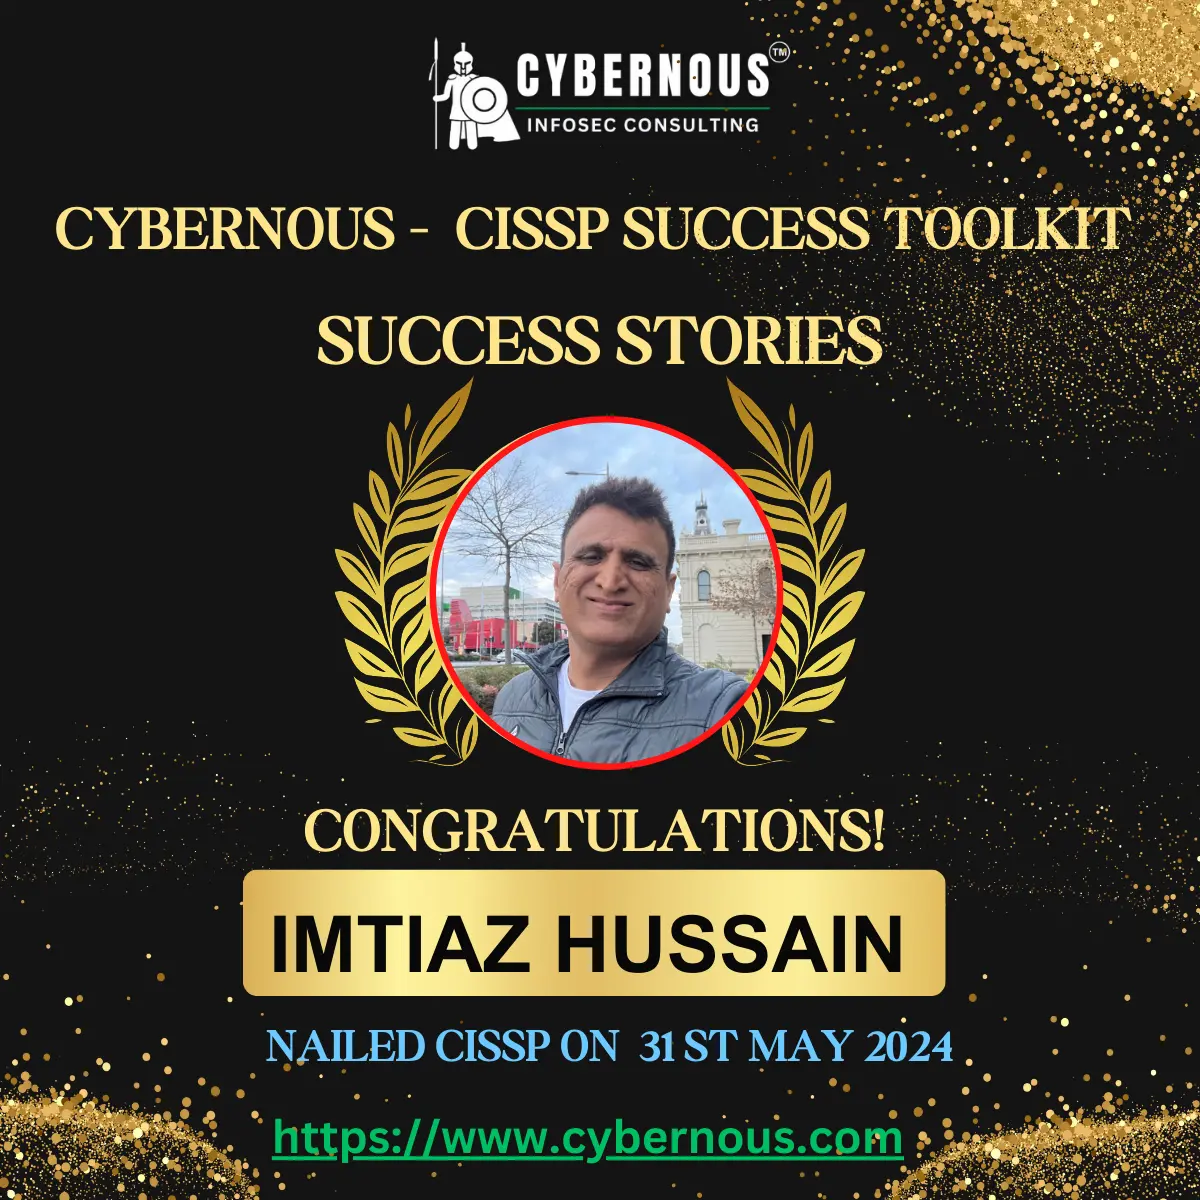 CYBERNOUS™
INFOSEC CONSULTING
CYBERNOUS - CISSP SUCCESS TOOLKIT
SUCCESS STORIES
CONGRATULATIONS!
IMTIAZ HUSSAIN
NAILED CISSP ON 31 ST MAY 2024
https://www.cybernous.com